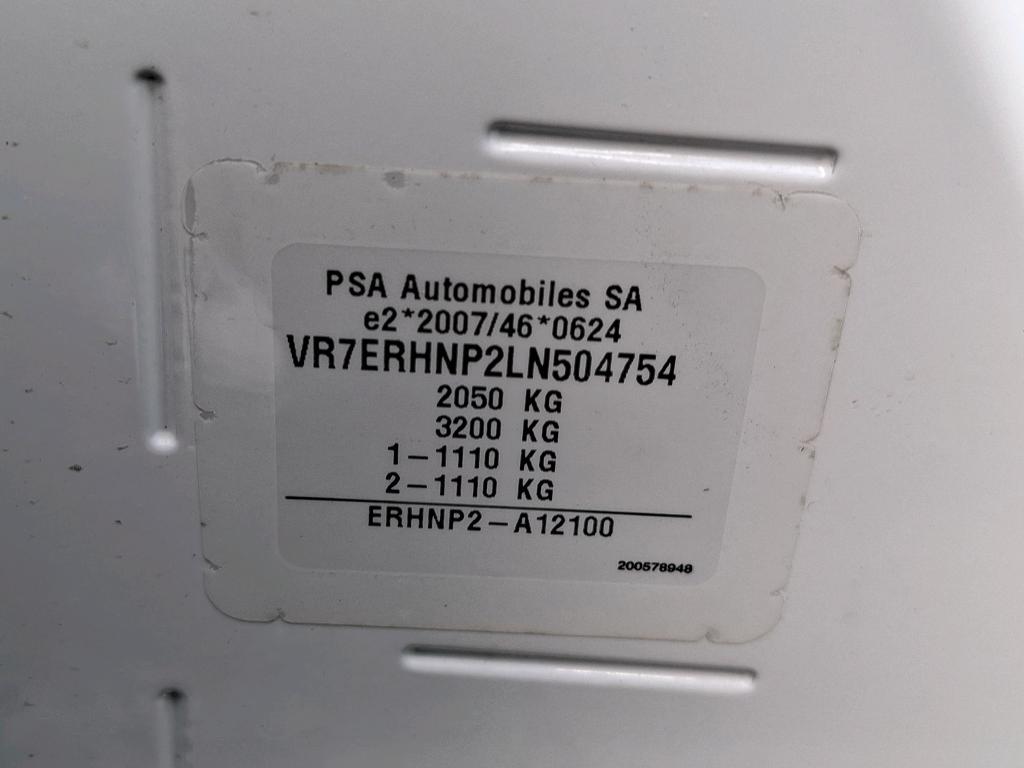 PSA Automobiles SA
e2*2007/46*0624
VR7ERHNP2LN504754
2050 KG
3200 KG
1-1110 KG
2-1110 KG
ERHNP2-A12100
200578948